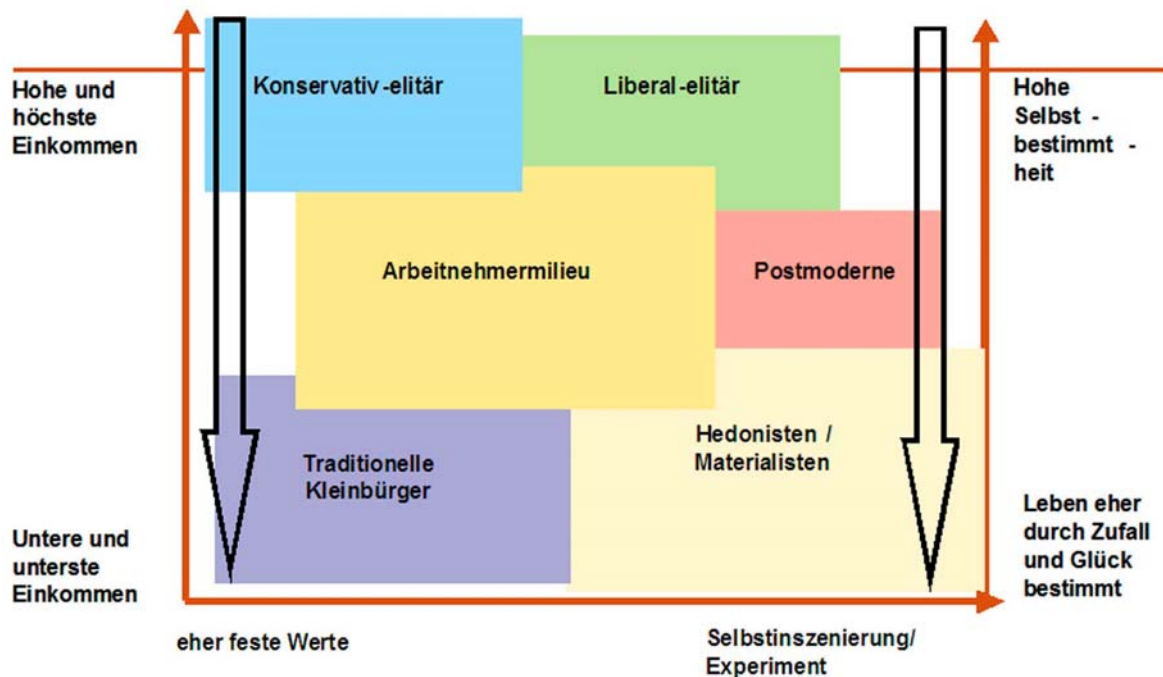 Konservativ -elitär
Liberal-elitär
Hohe und
höchste
Einkommen
Hohe
Selbst -
bestimmt -
heit
Arbeitnehmermilieu
Postmoderne
Traditionelle
Kleinbürger
Hedonisten /
Materialisten
Untere und
unterste
Einkommen
Leben eher
durch Zufall
und Glück
bestimmt
eher feste Werte
Selbstinszenierung/
Experiment